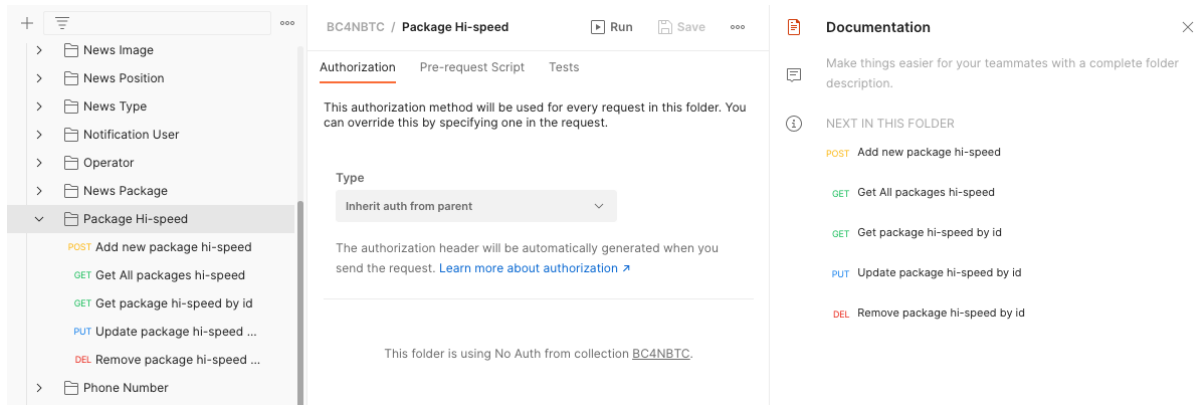 News Image
News Position
News Type
Notification User
Operator
News Package
Package Hi-speed
POST Add new package hi-speed
GET Get All packages hi-speed
GET Get package hi-speed by id
PUT Update package hi-speed ...
DEL Remove package hi-speed ...
Phone Number
BC4NBTC / Package Hi-speed
Run
Save
Authorization
Pre-request Script
Tests
This authorization method will be used for every request in this folder. You
can override this by specifying one in the request.
Type
Inherit auth from parent
The authorization header will be automatically generated when you
send the request. Learn more about authorization ↗
This folder is using No Auth from collection BC4NBTC.
Documentation
Make things easier for your teammates with a complete folder
description.
NEXT IN THIS FOLDER
POST Add new package hi-speed
GET Get All packages hi-speed
GET Get package hi-speed by id
PUT Update package hi-speed by id
DEL Remove package hi-speed by id